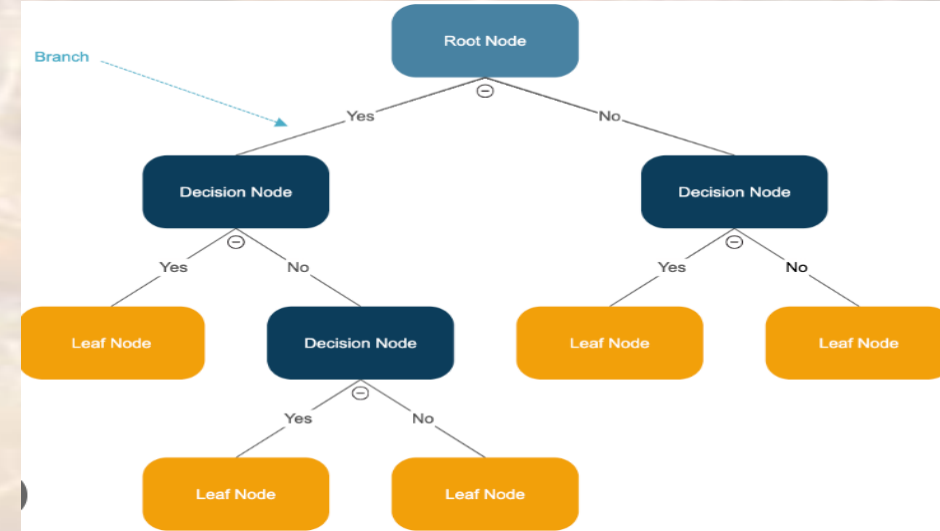 Root Node
Branch
Yes
No
Decision Node
Decision Node
Yes
No
Yes
No
Leaf Node
Decision Node
Leaf Node
Leaf Node
Yes
No
Leaf Node
Leaf Node